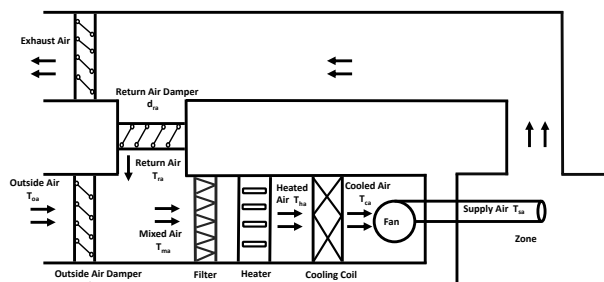 Exhaust Air
Return Air Damper
d_ra
Return Air
T_ra
Outside Air
T_oa
Mixed Air
T_ma
Heated
Air T_ha
Cooled Air
T_ca
Fan
Supply Air T_sa
Zone
Outside Air Damper
Filter
Heater
Cooling Coil